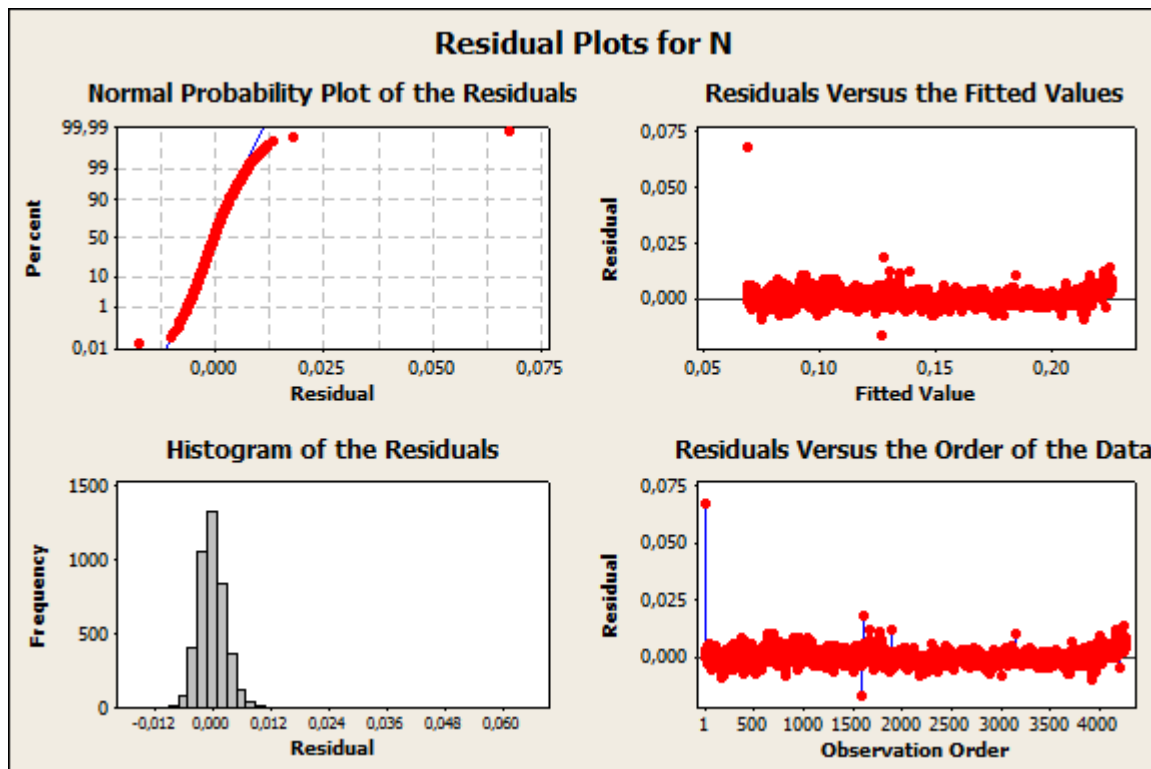 Residual Plots for N
Normal Probability Plot of the Residuals
99,99
99
90
50
10
1
0,01
Percent
0,000 0,025 0,050 0,075
Residual
Residuals Versus the Fitted Values
0,075
0,050
0,025
0,000
Residual
0,05 0,10 0,15 0,20
Fitted Value
Histogram of the Residuals
1500
1000
500
0
Frequency
-0,012 0,000 0,012 0,024 0,036 0,048 0,060
Residual
Residuals Versus the Order of the Data
0,075
0,050
0,025
0,000
Residual
1 500 1000 1500 2000 2500 3000 3500 4000
Observation Order